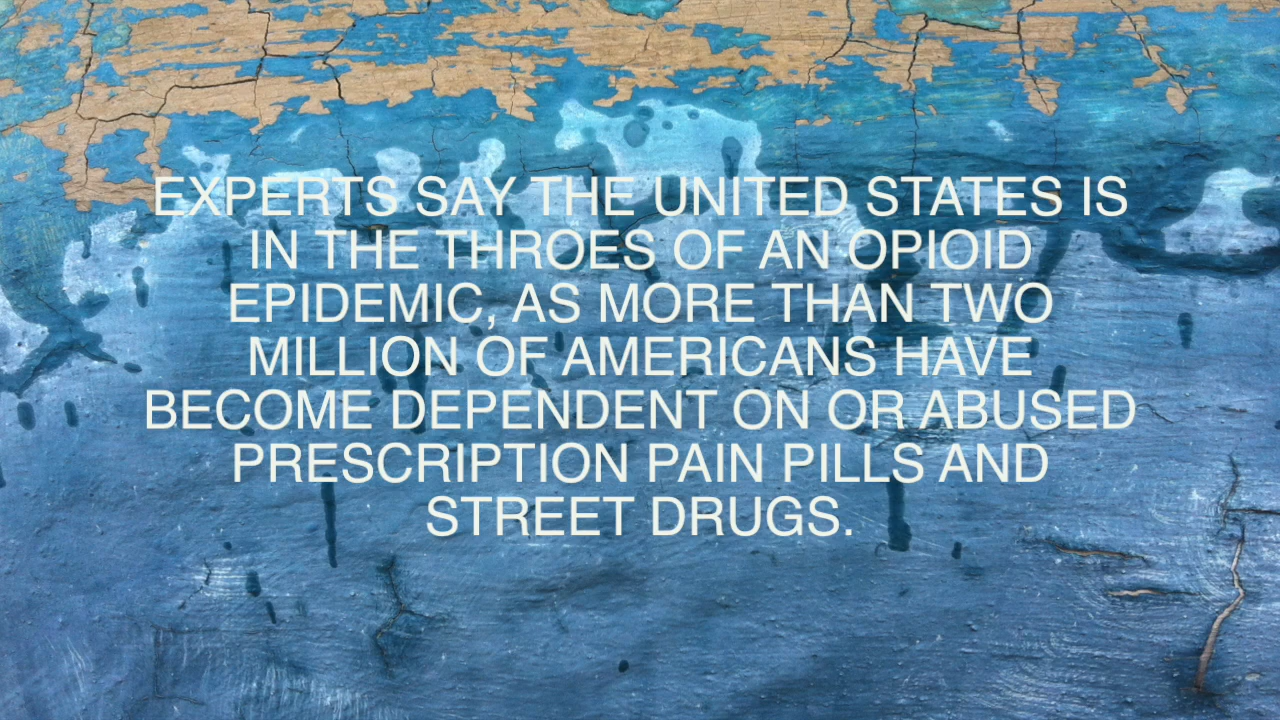 EXPERTS SAY THE UNITED STATES IS
IN THE THROES OF AN OPIOID
EPIDEMIC, AS MORE THAN TWO
MILLION OF AMERICANS HAVE
BECOME DEPENDENT ON OR ABUSED
PRESCRIPTION PAIN PILLS AND
STREET DRUGS.